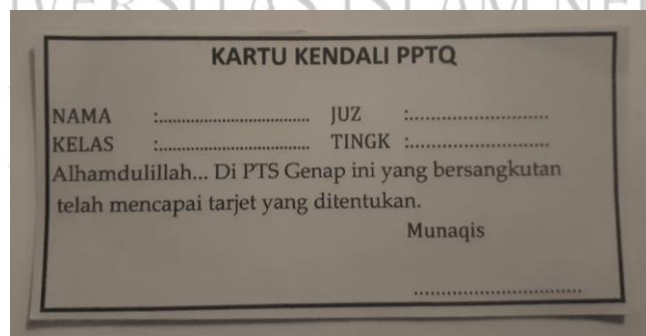 KARTU KENDALI PPTQ
NAMA :................................ JUZ :..............................
KELAS :................................ TINGK :..............................
Alhamdulillah... Di PTS Genap ini yang bersangkutan
telah mencapai tarjet yang ditentukan.
Munaqis
....................................